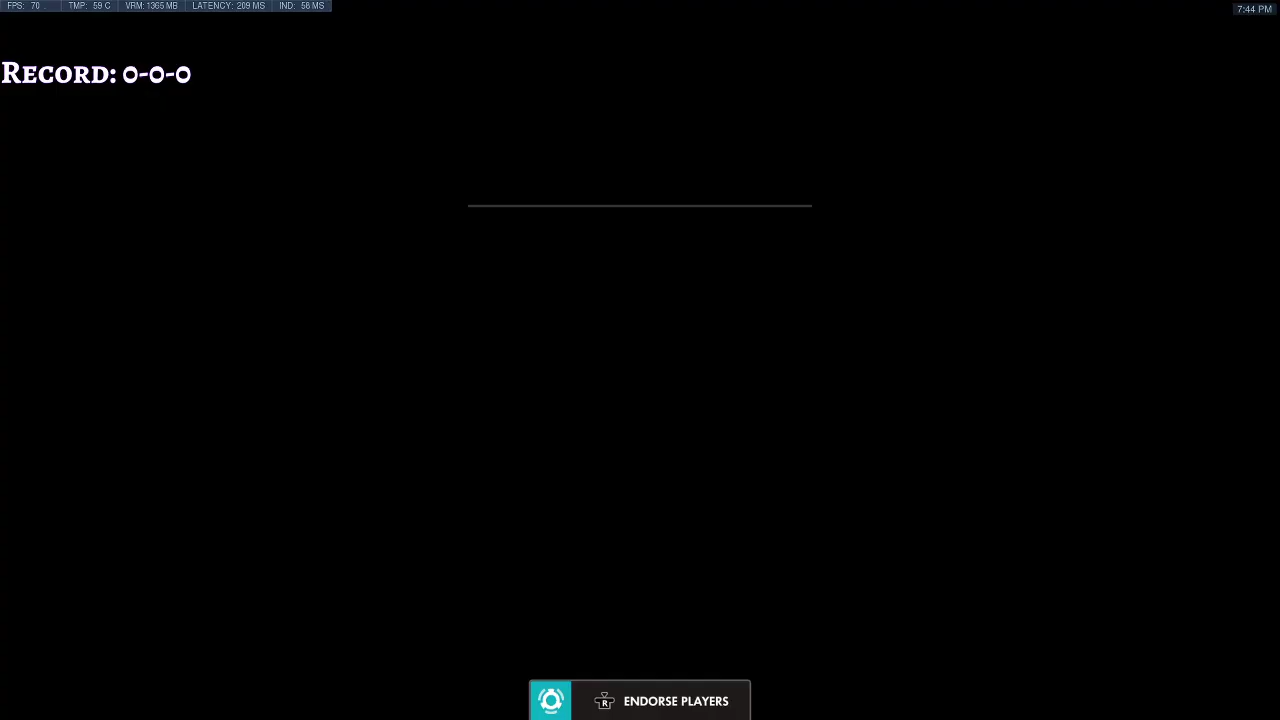 FPS: 70 TMP: 59 C VRM: 1365 MB LATENCY: 209 MS IND: 58 MS
7:44 PM
Record: 0-0-0
R ENDORSE PLAYERS